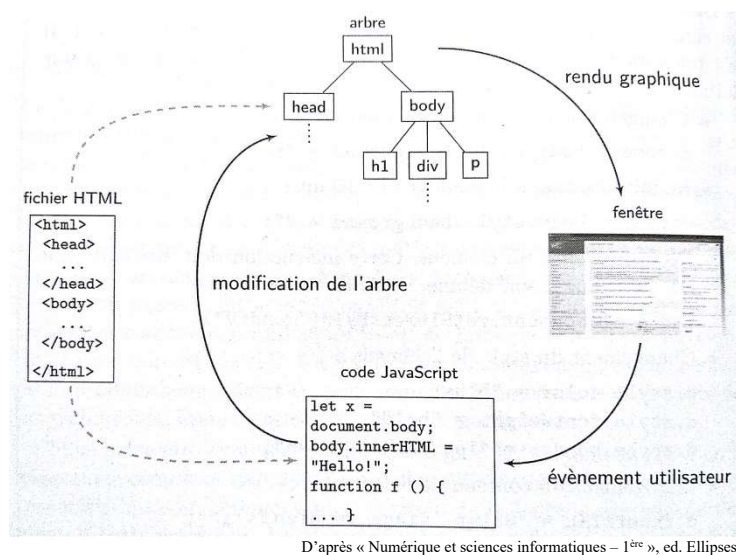 arbre
html
head
body
⋮
h1
div
p
⋮
rendu graphique
fichier HTML
<html>
<head>
...
</head>
<body>
....
</body>
</html>
fenêtre
modification de l'arbre
code JavaScript
let x =
document.body;
body.innerHTML =
"Hello!";
function f () {
... }
évènement utilisateur
D'après « Numérique et sciences informatiques – 1ère », ed. Ellipses